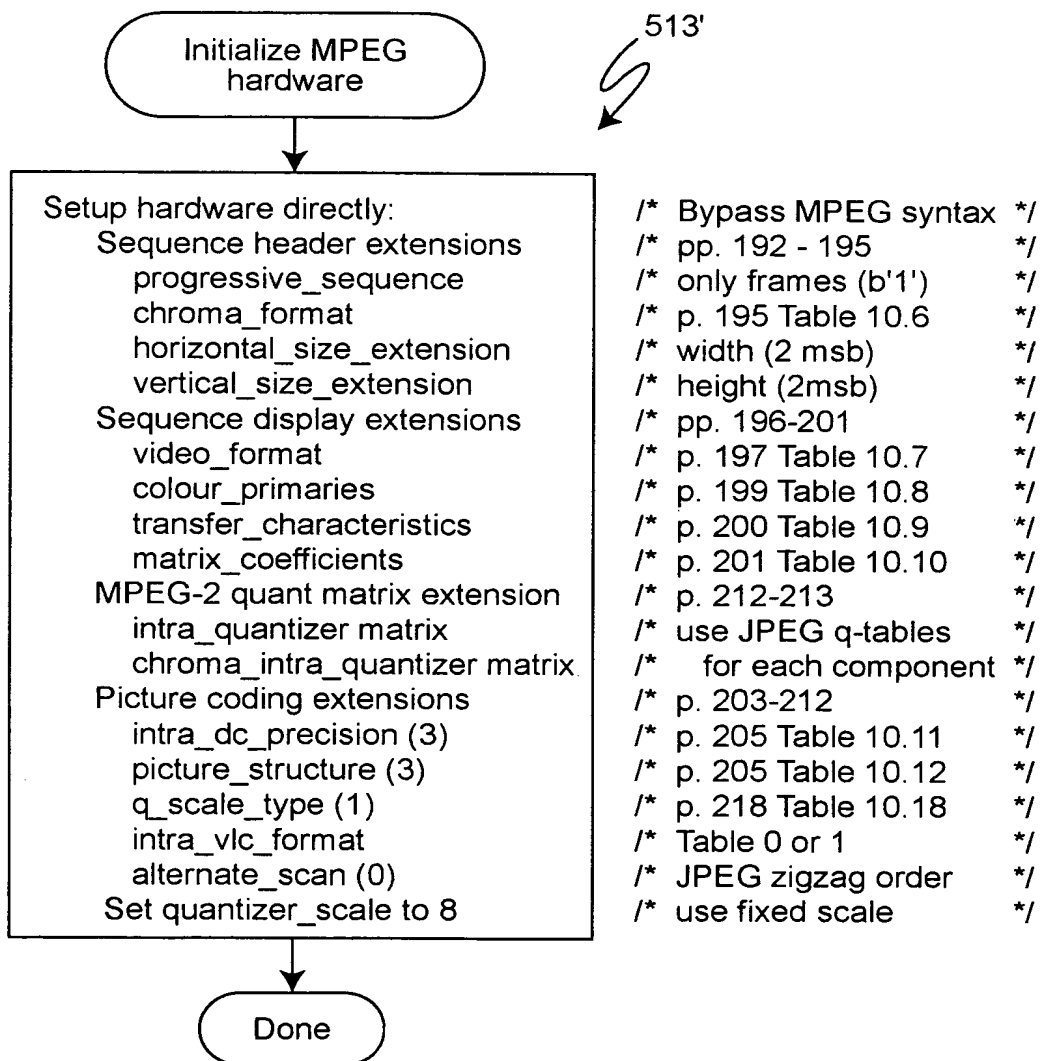 513'
Initialize MPEG
hardware
Setup hardware directly: /* Bypass MPEG syntax */
Sequence header extensions /* pp. 192 - 195 */
progressive_sequence /* only frames (b'1') */
chroma_format /* p. 195 Table 10.6 */
horizontal_size_extension /* width (2 msb) */
vertical_size_extension /* height (2msb) */
Sequence display extensions /* pp. 196-201 */
video_format /* p. 197 Table 10.7 */
colour_primaries /* p. 199 Table 10.8 */
transfer_characteristics /* p. 200 Table 10.9 */
matrix_coefficients /* p. 201 Table 10.10 */
MPEG-2 quant matrix extension /* p. 212-213 */
intra_quantizer matrix /* use JPEG q-tables */
chroma_intra_quantizer matrix /* for each component */
Picture coding extensions /* p. 203-212 */
intra_dc_precision (3) /* p. 205 Table 10.11 */
picture_structure (3) /* p. 205 Table 10.12 */
q_scale_type (1) /* p. 218 Table 10.18 */
intra_vlc_format /* Table 0 or 1 */
alternate_scan (0) /* JPEG zigzag order */
Set quantizer_scale to 8 /* use fixed scale */
Done